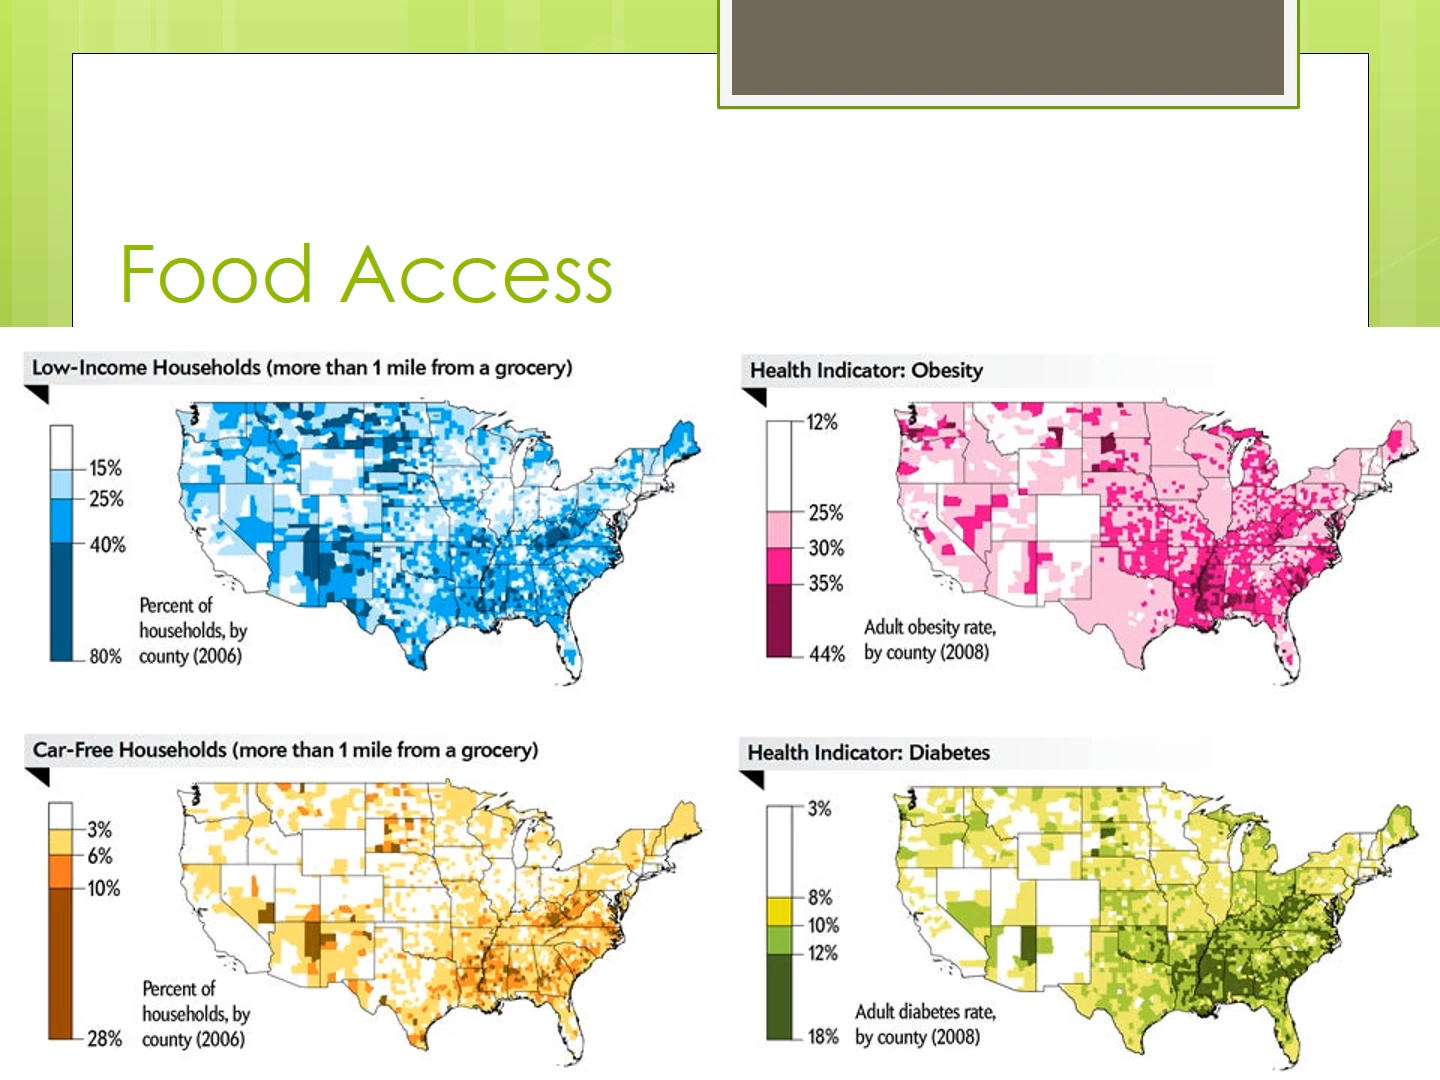 Food Access
Low-Income Households (more than 1 mile from a grocery)
15%
25%
40%
80%
Percent of
households, by
county (2006)
Health Indicator: Obesity
12%
25%
30%
35%
44%
Adult obesity rate,
by county (2008)
Car-Free Households (more than 1 mile from a grocery)
3%
6%
10%
28%
Percent of
households, by
county (2006)
Health Indicator: Diabetes
3%
8%
10%
12%
18%
Adult diabetes rate,
by county (2008)